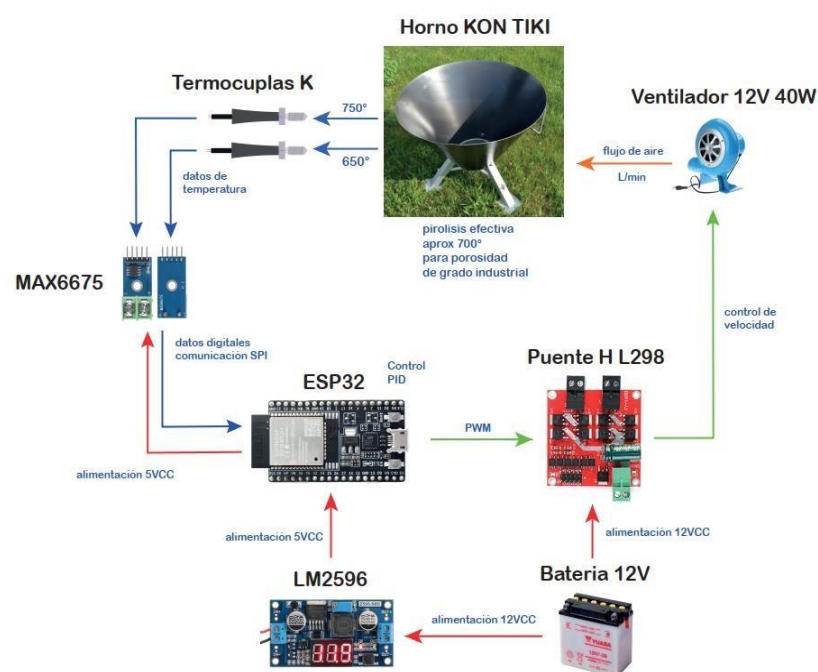 Horno KON TIKI
Termocuplas K
Ventilador 12V 40W
750°
650°
flujo de aire
L/min
datos de
temperatura
pirolisis efectiva
aprox 700°
para porosidad
de grado industrial
MAX6675
control de
velocidad
datos digitales
comunicación SPI
ESP32
Control
PID
Puente H L298
PWM
alimentación 5VCC
alimentación 5VCC
alimentación 12VCC
LM2596
Bateria 12V
alimentación 12VCC
YUASA